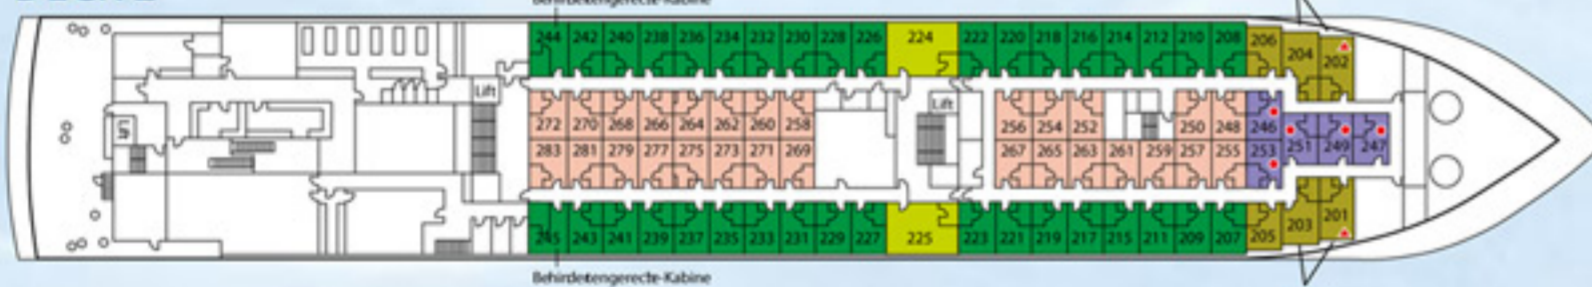 Behindertengerechte-Kabine
244 242 240 238 236 234 232 230 228 226 224 222 220 218 216 214 212 210 208 206 204 202
Lift Lift
272 270 268 266 264 262 260 258 256 254 252 250 248 246
Lift
283 281 279 277 275 273 271 269 267 265 263 261 259 257 255 253 251 249 247
245 243 241 239 237 235 233 231 229 227 225 223 221 219 217 215 211 209 207 205 203 201
Behindertengerechte-Kabine